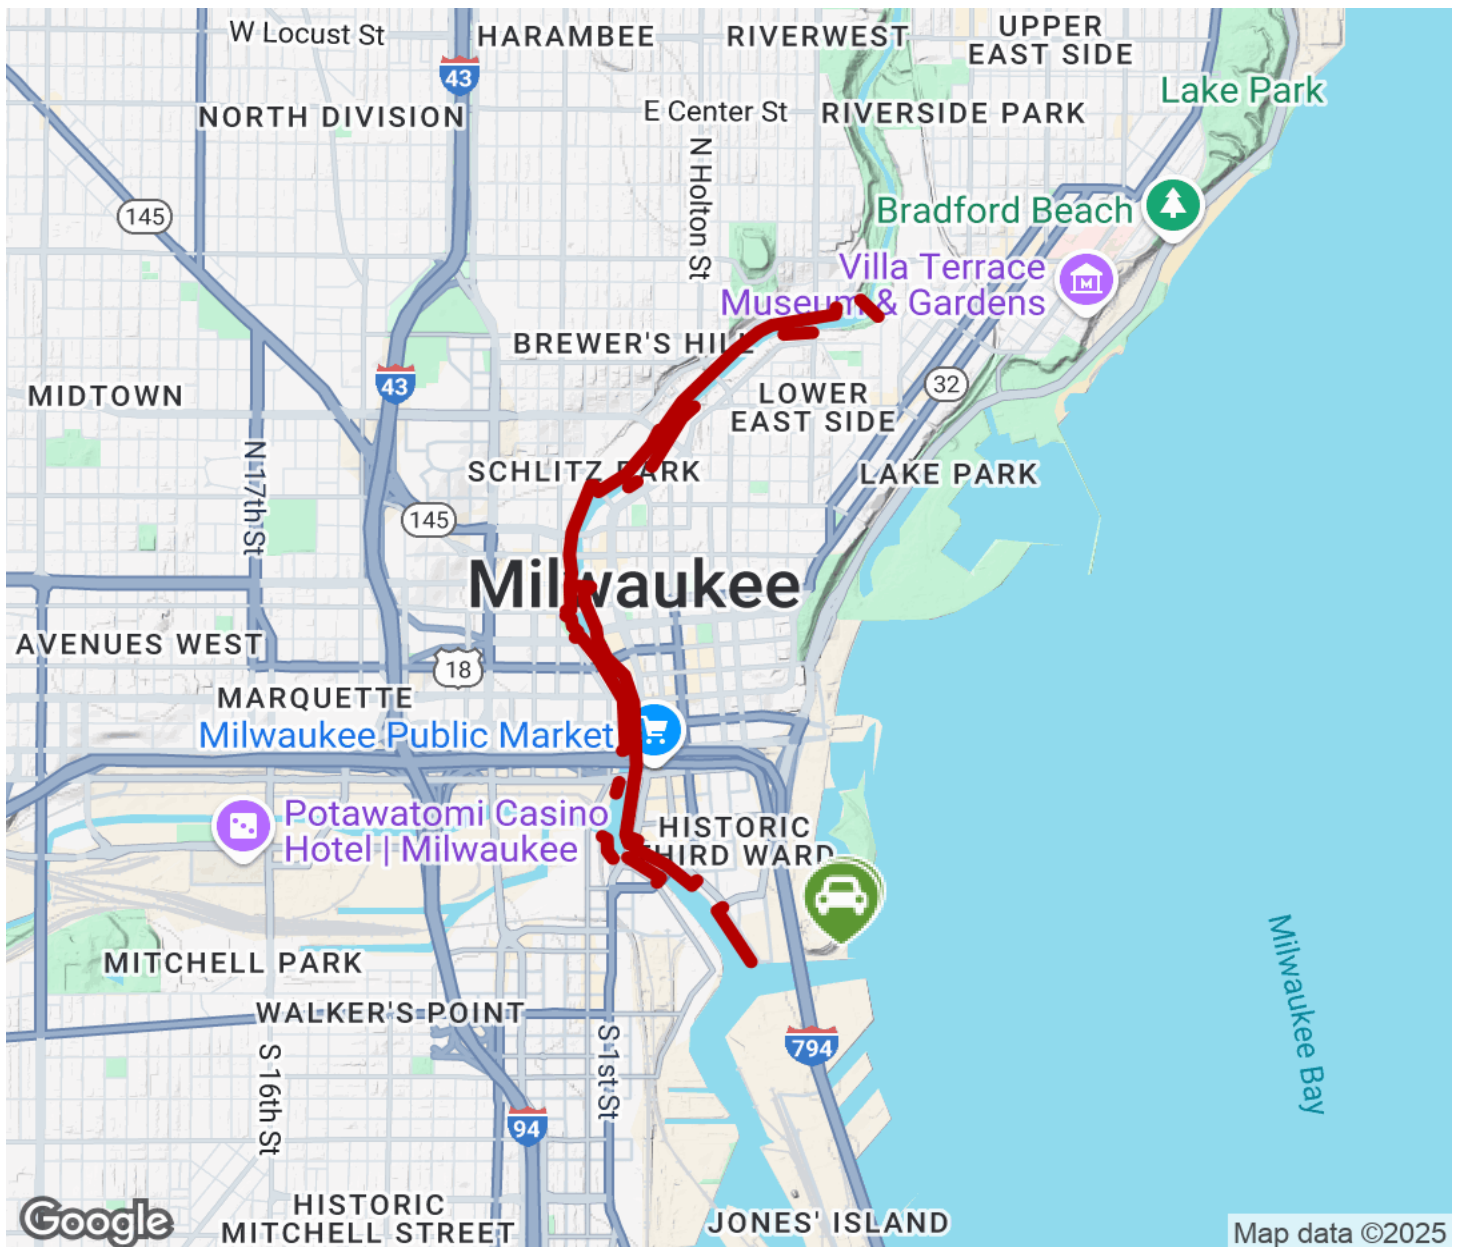 W Locust St
HARAMBEE
RIVERWEST
UPPER
EAST SIDE
43
Lake Park
NORTH DIVISION
E Center St
RIVERSIDE PARK
N Holton St
145
Bradford Beach
Villa Terrace
Museum & Gardens
BREWER'S HILL
MIDTOWN
43
LOWER
EAST SIDE
32
N 17th St
SCHLITZ PARK
LAKE PARK
145
Milwaukee
AVENUES WEST
18
MARQUETTE
Milwaukee Public Market
Potawatomi Casino
Hotel | Milwaukee
HISTORIC
THIRD WARD
MITCHELL PARK
Milwaukee Bay
WALKER'S POINT
S 16th St
S 1st St
794
94
HISTORIC
MITCHELL STREET
JONES' ISLAND
Google
Map data ©2025